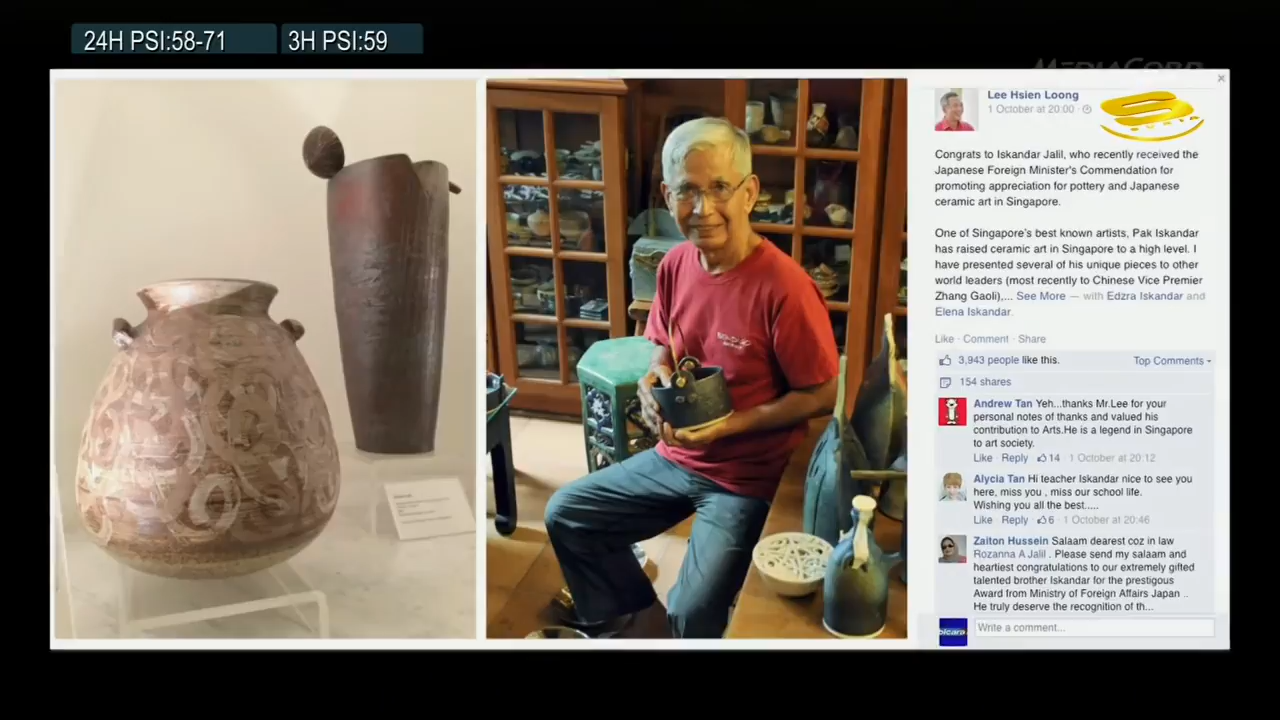 24H PSI:58-71
3H PSI:59
MEDIACORP
SURIA
Lee Hsien Loong
1 October at 20:00 ·
Congrats to Iskandar Jalil, who recently received the
Japanese Foreign Minister's Commendation for
promoting appreciation for pottery and Japanese
ceramic art in Singapore.
One of Singapore's best known artists, Pak Iskandar
has raised ceramic art in Singapore to a high level. I
have presented several of his unique pieces to other
world leaders (most recently to Chinese Vice Premier
Zhang Gaoli),... See More — with Edzra Iskandar and
Elena Iskandar.
Like · Comment · Share
3,943 people like this.
Top Comments
154 shares
Andrew Tan Yeh...thanks Mr.Lee for your
personal notes of thanks and valued his
contribution to Arts.He is a legend in Singapore
to art society.
Like · Reply · 14 · 1 October at 20:12
Alycia Tan Hi teacher Iskandar nice to see you
here, miss you , miss our school life.
Wishing you all the best.....
Like · Reply · 6 · 1 October at 20:46
Zaiton Hussein Salaam dearest coz in law
Rozanna A Jalil . Please send my salaam and
heartiest congratulations to our extremely gifted
talented brother Iskandar for the prestigous
Award from Ministry of Foreign Affairs Japan ..
He truly deserve the recognition of th...
bicara
Write a comment...